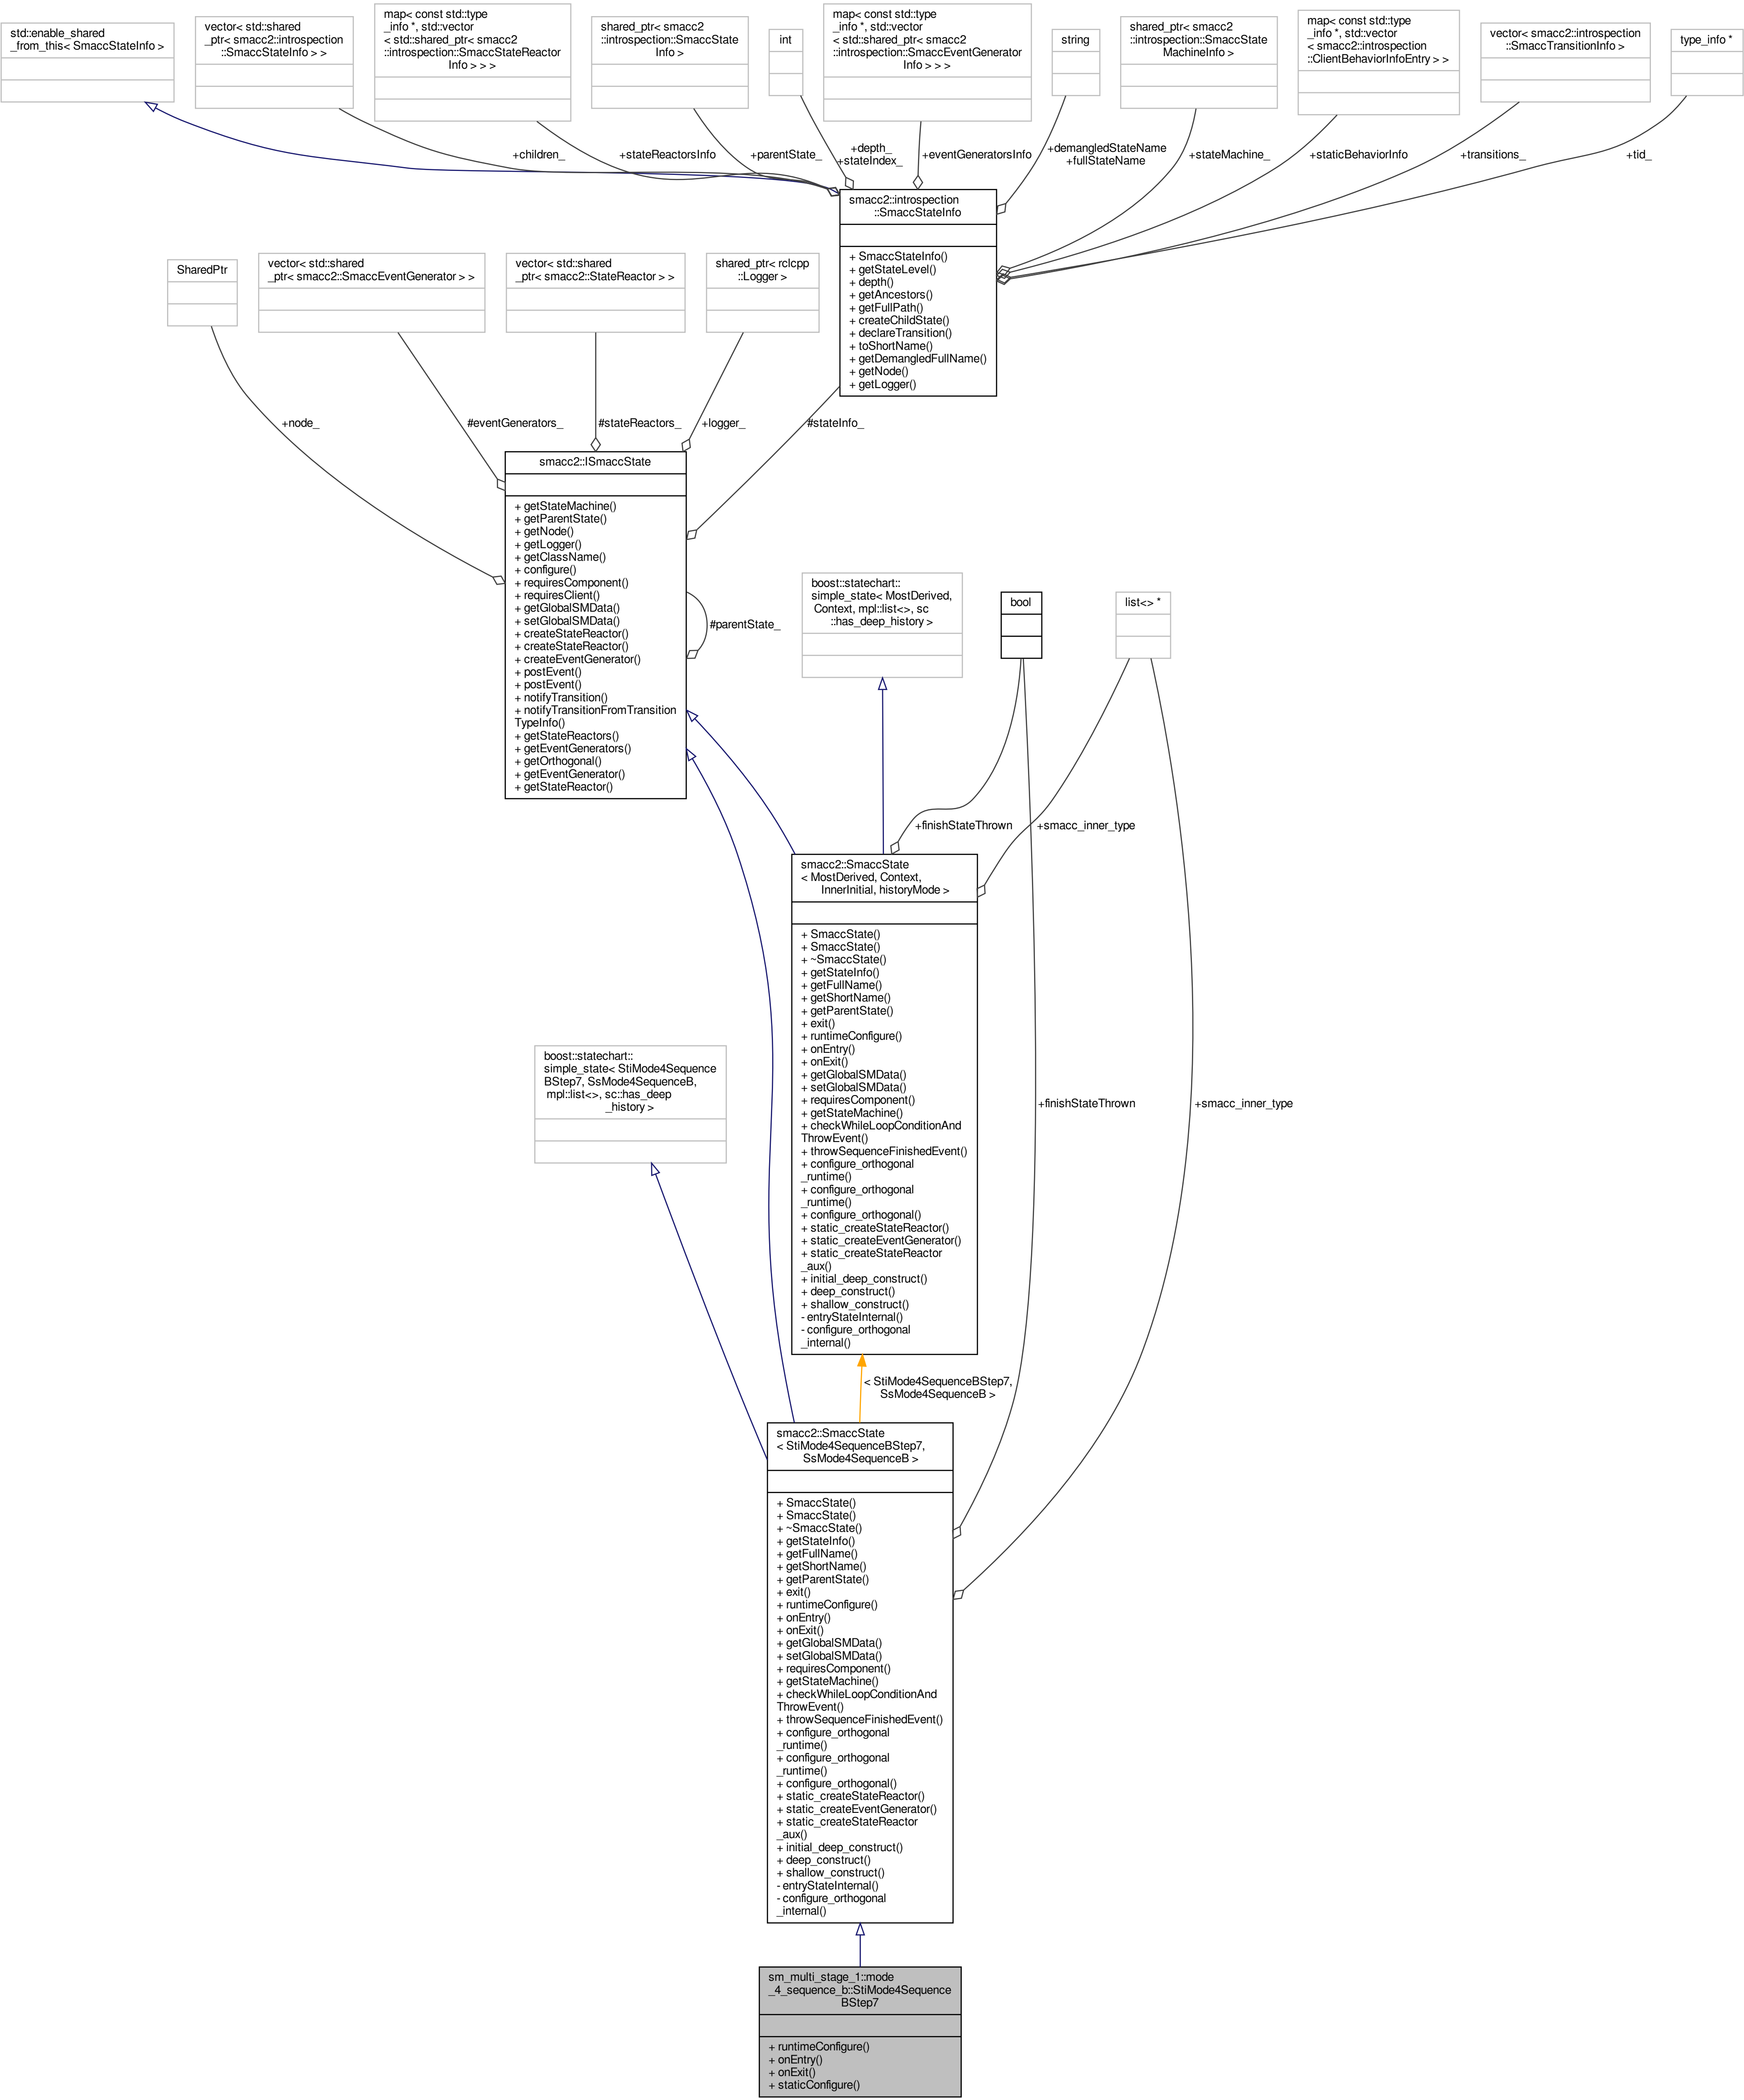 std::enable_shared
_from_this< SmaccStateInfo >
vector< std::shared
_ptr< smacc2::introspection
::SmaccStateInfo > >
map< const std::type
_info *, std::vector
< std::shared_ptr< smacc2
::introspection::SmaccStateReactor
Info > > >
shared_ptr< smacc2
::introspection::SmaccState
Info >
int
map< const std::type
_info *, std::vector
< std::shared_ptr< smacc2
::introspection::SmaccEventGenerator
Info > > >
string
shared_ptr< smacc2
::introspection::SmaccState
MachineInfo >
map< const std::type
_info *, std::vector
< smacc2::introspection
::ClientBehaviorInfoEntry > >
vector< smacc2::introspection
::SmaccTransitionInfo >
type_info *
+children_
+stateReactorsInfo
+parentState_
+depth_
+stateIndex_
+eventGeneratorsInfo
+demangledStateName
+fullStateName
+stateMachine_
+staticBehaviorInfo
+transitions_
+tid_
smacc2::introspection
::SmaccStateInfo
+ SmaccStateInfo()
+ getStateLevel()
+ depth()
+ getAncestors()
+ getFullPath()
+ createChildState()
+ declareTransition()
+ toShortName()
+ getDemangledFullName()
+ getNode()
+ getLogger()
SharedPtr
vector< std::shared
_ptr< smacc2::SmaccEventGenerator > >
vector< std::shared
_ptr< smacc2::StateReactor > >
shared_ptr< rclcpp
::Logger >
+node_
#eventGenerators_
#stateReactors_
+logger_
#stateInfo_
smacc2::ISmaccState
+ getStateMachine()
+ getParentState()
+ getNode()
+ getLogger()
+ getClassName()
+ configure()
+ requiresComponent()
+ requiresClient()
+ getGlobalSMData()
+ setGlobalSMData()
+ createStateReactor()
+ createStateReactor()
+ createEventGenerator()
+ postEvent()
+ postEvent()
+ notifyTransition()
+ notifyTransitionFromTransition
TypeInfo()
+ getStateReactors()
+ getEventGenerators()
+ getOrthogonal()
+ getEventGenerator()
+ getStateReactor()
#parentState_
boost::statechart::
simple_state< MostDerived,
Context, mpl::list<>, sc
::has_deep_history >
bool
list<> *
+finishStateThrown
+smacc_inner_type
smacc2::SmaccState
< MostDerived, Context,
InnerInitial, historyMode >
+ SmaccState()
+ SmaccState()
+ ~SmaccState()
+ getStateInfo()
+ getFullName()
+ getShortName()
+ getParentState()
+ exit()
+ runtimeConfigure()
+ onEntry()
+ onExit()
+ getGlobalSMData()
+ setGlobalSMData()
+ requiresComponent()
+ getStateMachine()
+ checkWhileLoopConditionAnd
ThrowEvent()
+ throwSequenceFinishedEvent()
+ configure_orthogonal
_runtime()
+ configure_orthogonal
_runtime()
+ configure_orthogonal()
+ static_createStateReactor()
+ static_createEventGenerator()
+ static_createStateReactor
_aux()
+ initial_deep_construct()
+ deep_construct()
+ shallow_construct()
- entryStateInternal()
- configure_orthogonal
_internal()
boost::statechart::
simple_state< StiMode4Sequence
BStep7, SsMode4SequenceB,
mpl::list<>, sc::has_deep
_history >
+finishStateThrown
+smacc_inner_type
< StiMode4SequenceBStep7,
SsMode4SequenceB >
smacc2::SmaccState
< StiMode4SequenceBStep7,
SsMode4SequenceB >
+ SmaccState()
+ SmaccState()
+ ~SmaccState()
+ getStateInfo()
+ getFullName()
+ getShortName()
+ getParentState()
+ exit()
+ runtimeConfigure()
+ onEntry()
+ onExit()
+ getGlobalSMData()
+ setGlobalSMData()
+ requiresComponent()
+ getStateMachine()
+ checkWhileLoopConditionAnd
ThrowEvent()
+ throwSequenceFinishedEvent()
+ configure_orthogonal
_runtime()
+ configure_orthogonal
_runtime()
+ configure_orthogonal()
+ static_createStateReactor()
+ static_createEventGenerator()
+ static_createStateReactor
_aux()
+ initial_deep_construct()
+ deep_construct()
+ shallow_construct()
- entryStateInternal()
- configure_orthogonal
_internal()
sm_multi_stage_1::mode
_4_sequence_b::StiMode4Sequence
BStep7
+ runtimeConfigure()
+ onEntry()
+ onExit()
+ staticConfigure()